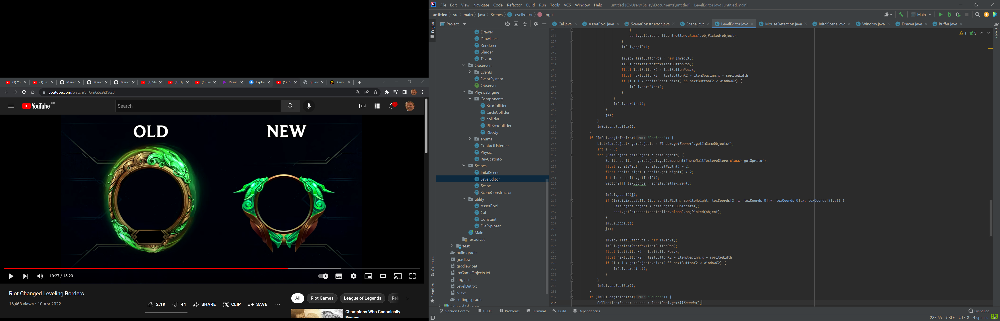 (1) Yo
(1) Te
Mario
Mario
Mario
(1) Sta
(1) Hy
(1) Eas
Result
Explor
(1) Ri
glBind
Kayn
youtube.com/watch?v=GmGSz9ZKAz8
YouTube GB
Search
1
OLD
NEW
10:27 / 15:20
Riot Changed Leveling Borders
16,468 views • 10 Apr 2022
2.1K
44
SHARE
CLIP
SAVE
All
Riot Games
League of Legends
Champions Who Canonically
File Edit View Navigate Code Refactor Build Run Tools VCS Window Help
untitled [C:\Users\Bailey\Documents\untitled] - LevelEditor.java [untitled.main]
untitled src main java Scenes LevelEditor imgui
Main
Project
Project
Structure
Favorites
Gradle
Drawer
DrawLines
Renderer
Shader
Texture
Observers
Events
EventSystem
Observer
PhysicsEngine
Components
BoxCollider
CircleCollider
collider
PillBoxCollider
RBody
enums
ContactListerner
Physics
RayCastInfo
Scenes
InitalScene
LevelEditor
Scene
SceneConstructor
utility
AssetPool
Cal
Constant
FileExplorer
Main
resources
test
build.gradle
gradlew
gradlew.bat
ImGameObjects.txt
imgui.ini
LevelDat.txt
lvl.txt
settings.gradle
External Libraries
Cal.java
AssetPool.java
SceneConstructor.java
Scene.java
LevelEditor.java
MouseDetection.java
InitalScene.java
Window.java
Drawer.java
Buffer.java
1 9
235 }
236 cont.getComponent(controller.class).objPicked(object);
237 }
238 ImGui.popID();
239
240 ImVec2 lastButtonPos = new ImVec2();
241 ImGui.getItemRectMax(lastButtonPos);
242 float lastButtonX2 = lastButtonPos.x;
243 float nextButtonX2 = lastButtonX2 + itemSpacing.x + spriteWidth;
244 if (i + 1 < spriteSheet.size() && nextButtonX2 < windowX2) {
245 ImGui.sameLine();
246 }
247 }
248 ImGui.newLine();
249 }
250 j++;
251 }
252 ImGui.endTabItem();
253 }
254 if (ImGui.beginTabItem( label: "Prefabs")) {
255 List<GameObject> gameObjects = Window.getScene().getImGameObjects();
256 int i = 0;
257 for (GameObject gameObject : gameObjects) {
258 Sprite sprite = gameObject.getComponent(ThumbNailTextureStore.class).getSprite();
259 float spriteWidth = sprite.getWidth() * 2;
260 float spriteHeight = sprite.getHeight() * 2;
261 int id = sprite.getTexID();
262 Vector2f[] texCoords = sprite.getTex_ver();
263
264 ImGui.pushID(i);
265 if (ImGui.imageButton(id, spriteWidth, spriteHeight, texCoords[2].x, texCoords[0].y, texCoords[0].x, texCoords[2].y)) {
266 GameObject object = gameObject.Duplicate();
267 cont.getComponent(controller.class).objPicked(object);
268 }
269 ImGui.popID();
270 i++;
271
272 ImVec2 lastButtonPos = new ImVec2();
273 ImGui.getItemRectMax(lastButtonPos);
274 float lastButtonX2 = lastButtonPos.x;
275 float nextButtonX2 = lastButtonX2 + itemSpacing.x + spriteWidth;
276 if (i + 1 < gameObjects.size() && nextButtonX2 < windowX2) {
277 ImGui.sameLine();
278 }
279 }
280 ImGui.endTabItem();
281 }
282 if (ImGui.beginTabItem( label: "Sounds")) {
283 Collection<Sound> sounds = AssetPool.getAllSounds();
Version Control TODO Problems Terminal Build Dependencies
Event Log
283:65 CRLF UTF-8 4 spaces
83